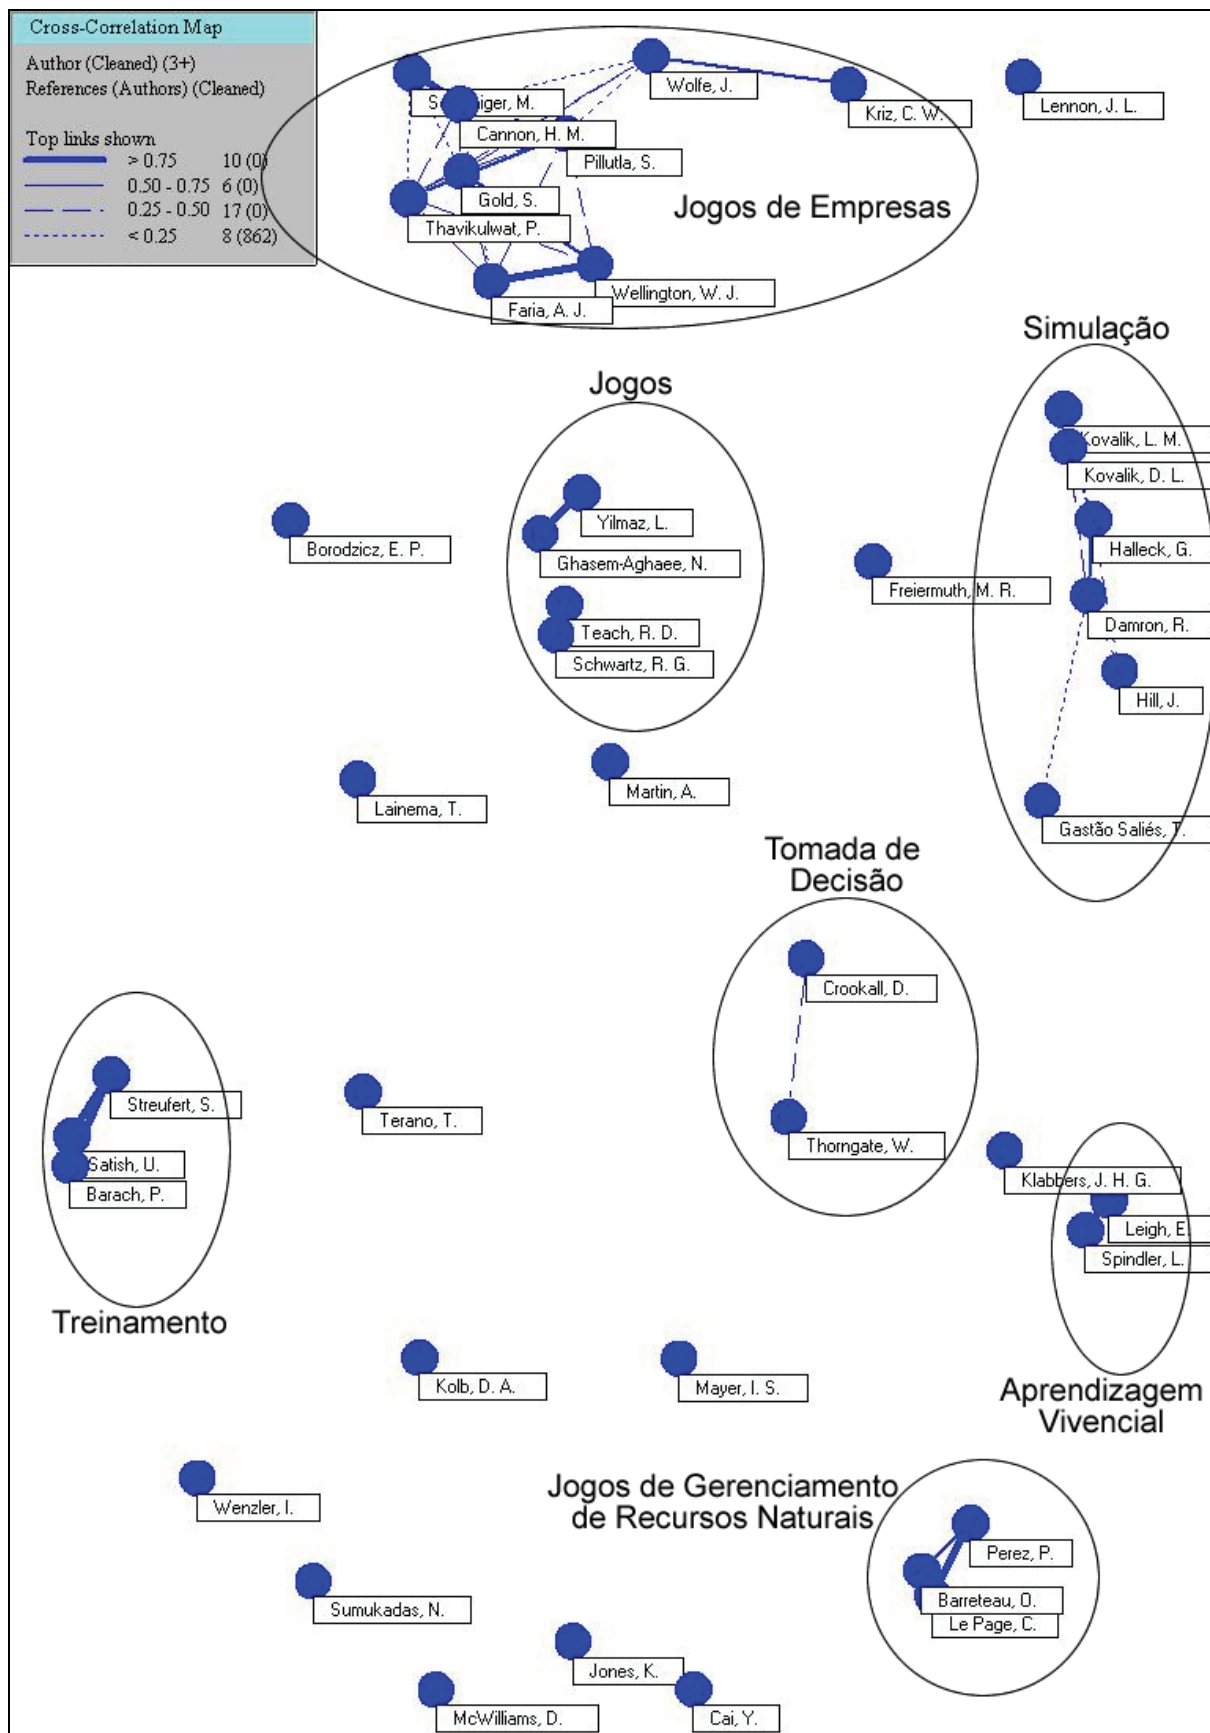 Cross-Correlation Map
Author (Cleaned) (3+)
References (Authors) (Cleaned)
Top links shown
> 0.75 10 (0)
0.50 - 0.75 6 (0)
0.25 - 0.50 17 (0)
< 0.25 8 (862)
Wolfe, J.
Kriz, C. W.
Lennon, J. L.
Cannon, H. M.
Pillutla, S.
Gold, S.
Thavikulwat, P.
Jogos de Empresas
Wellington, W. J.
Faria, A. J.
Simulação
Jogos
Kovalik, L. M.
Kovalik, D. L.
Yilmaz, L.
Borodzicz, E. P.
Ghasem-Aghaee, N.
Halleck, G.
Freiermuth, M. R.
Teach, R. D.
Damron, R.
Schwartz, R. G.
Hill, J.
Martin, A.
Lainema, T.
Gastão Saliés, T.
Tomada de
Decisão
Crookall, D.
Streufert, S.
Terano, T.
Thorngate, W.
Satish, U.
Barach, P.
Klabbers, J. H. G.
Leigh, E.
Spindler, L.
Treinamento
Kolb, D. A.
Mayer, I. S.
Aprendizagem
Vivencial
Jogos de Gerenciamento
de Recursos Naturais
Wenzler, I.
Perez, P.
Barreteau, O.
Le Page, C.
Sumukadas, N.
Jones, K.
McWilliams, D.
Cai, Y.